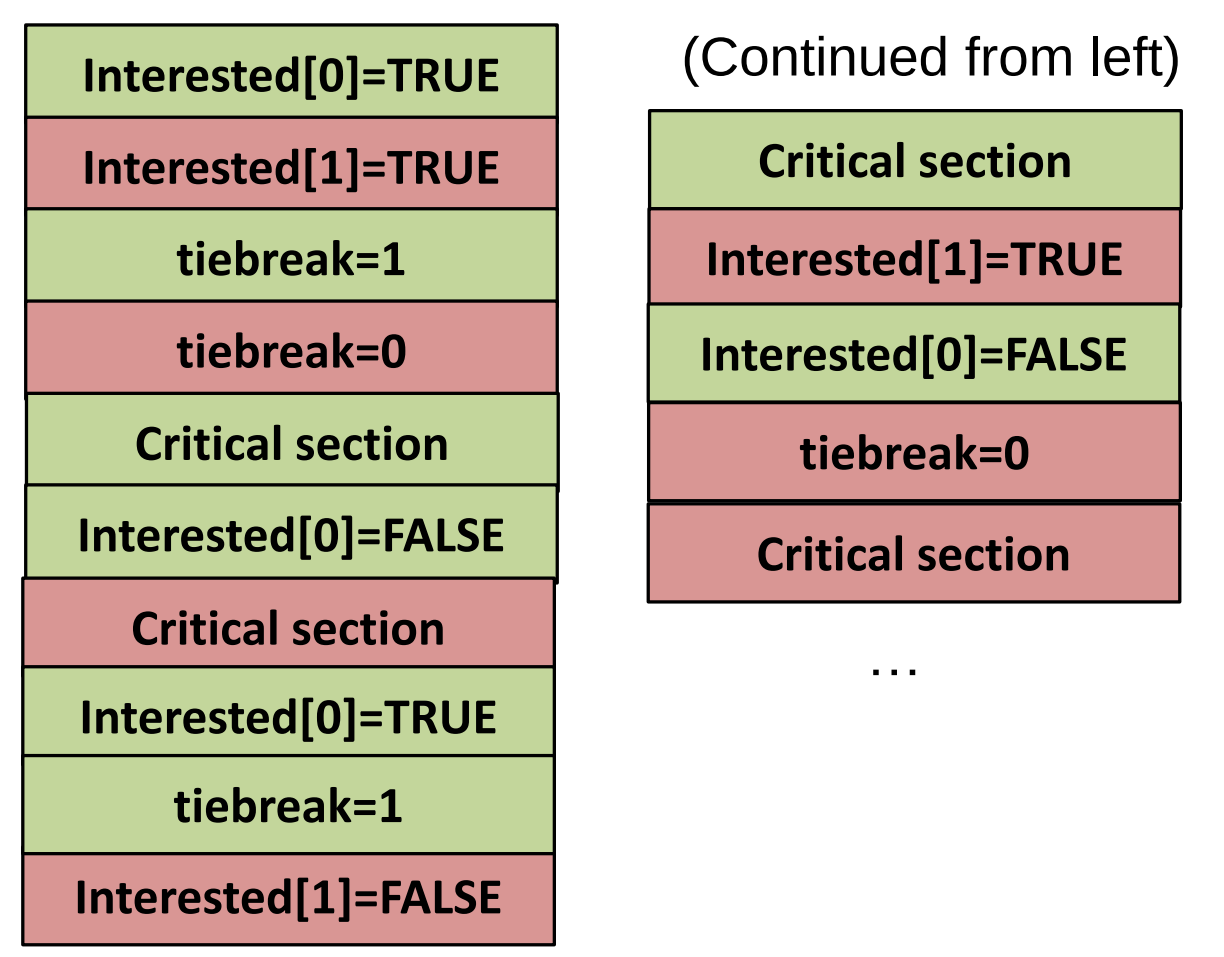 Interested[0]=TRUE
Interested[1]=TRUE
tiebreak=1
tiebreak=0
Critical section
Interested[0]=FALSE
Critical section
Interested[0]=TRUE
tiebreak=1
Interested[1]=FALSE
(Continued from left)
Critical section
Interested[1]=TRUE
Interested[0]=FALSE
tiebreak=0
Critical section
…